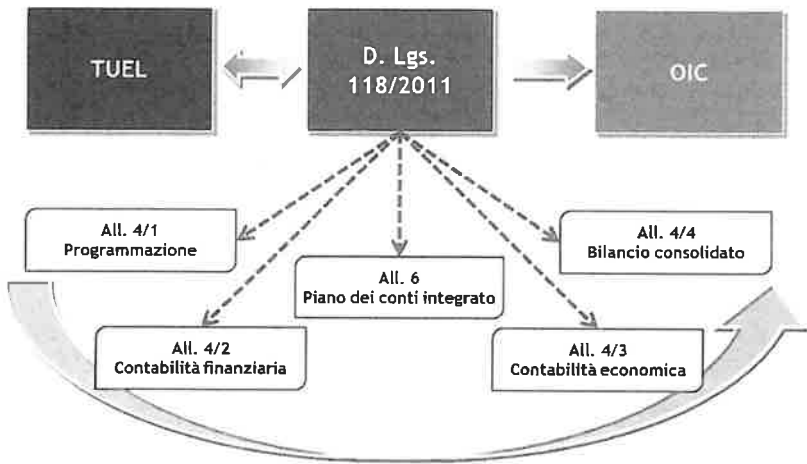 TUEL
D. Lgs.
118/2011
OIC
All. 4/1
Programmazione
All. 4/4
Bilancio consolidato
All. 6
Piano dei conti integrato
All. 4/2
Contabilità finanziaria
All. 4/3
Contabilità economica